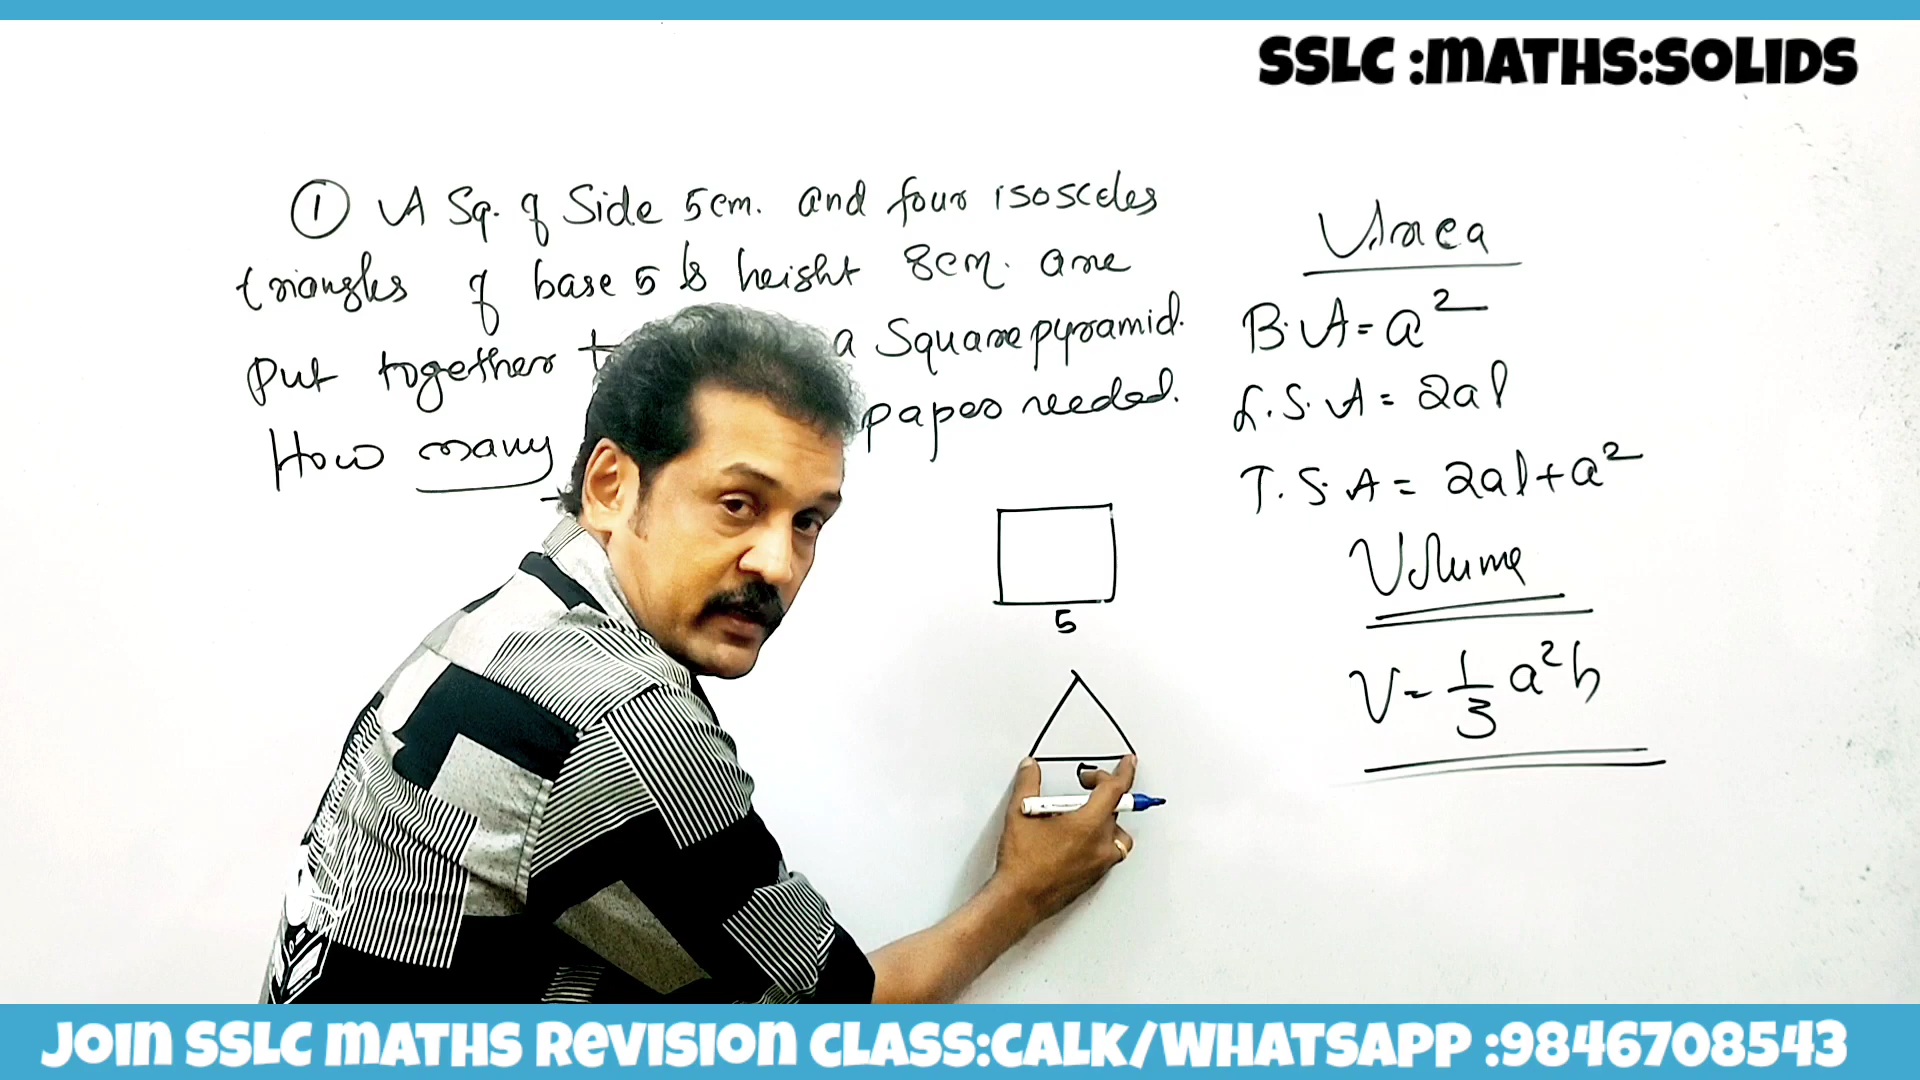 SSLC :MATHS:SOLIDS
① A Sq. of Side 5cm. and four isosceles
triangles of base 5 & height 8cm. are
Put together a Square pyramid.
How many paper needed.
5
Area
B.A = a²
L.S.A = 2al
T.S.A = 2al+a²
Volume
V = 1/3 a²h
JOIN SSLC MATHS REVISION CLASS:CALK/WHATSAPP :9846708543